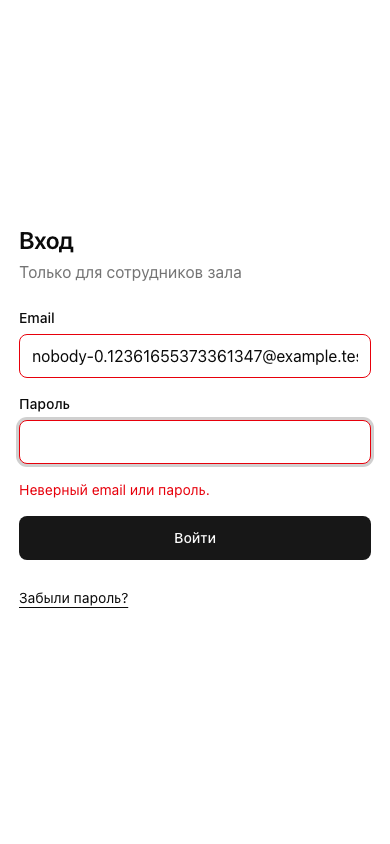 Вход
Только для сотрудников зала
Email
nobody-0.12361655373361347@example.tes
Пароль
Неверный email или пароль.
Войти
Забыли пароль?